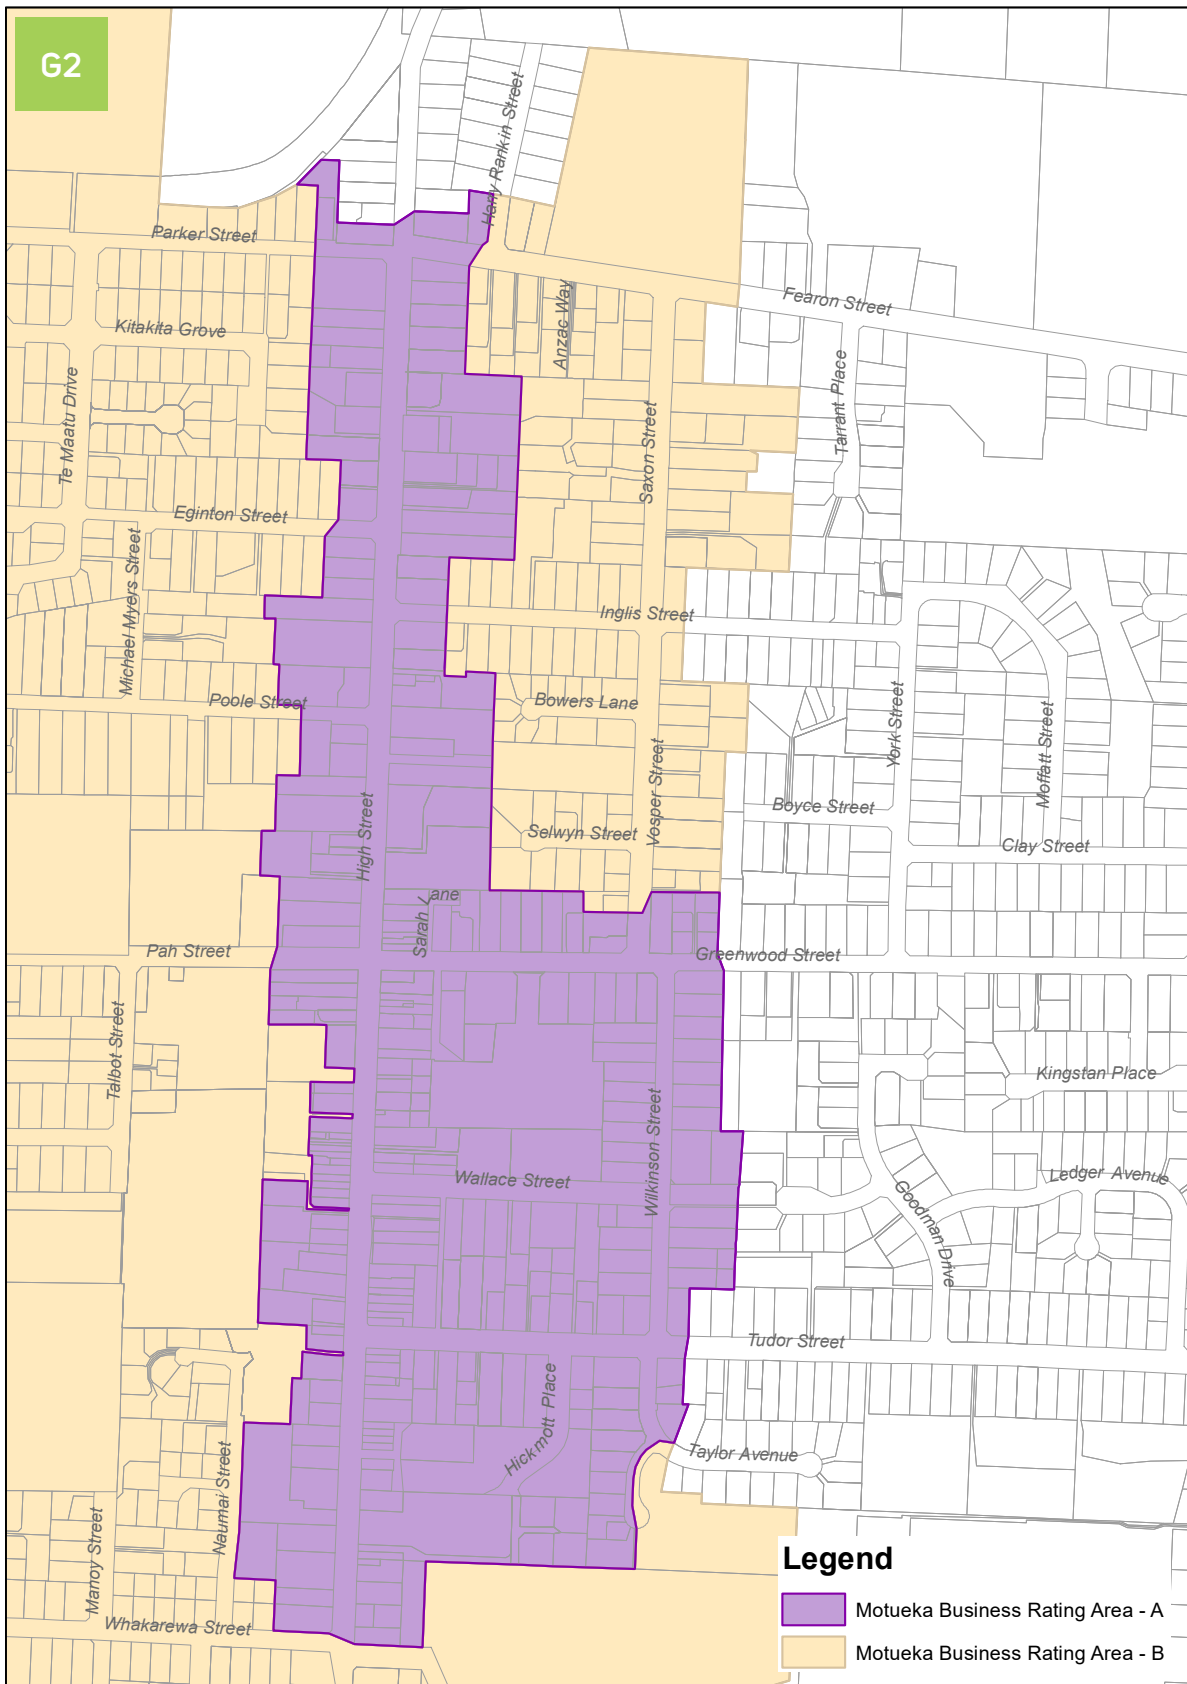 G2
Harry Rankin Street
Parker Street
Fearon Street
Anzac Way
Kitakita Grove
Te Maatu Drive
Tarrant Place
Saxon Street
Eginton Street
Michael Myers Street
Inglis Street
Poole Street
Bowers Lane
York Street
Moffatt Street
Vosper Street
High Street
Boyce Street
Selwyn Street
Clay Street
Sarah Lane
Pah Street
Greenwood Street
Talbot Street
Kingstan Place
Wilkinson Street
Wallace Street
Ledger Avenue
Goodman Drive
Tudor Street
Hickmott Place
Taylor Avenue
Naumai Street
Manoy Street
Whakarewa Street
Legend
Motueka Business Rating Area - A
Motueka Business Rating Area - B